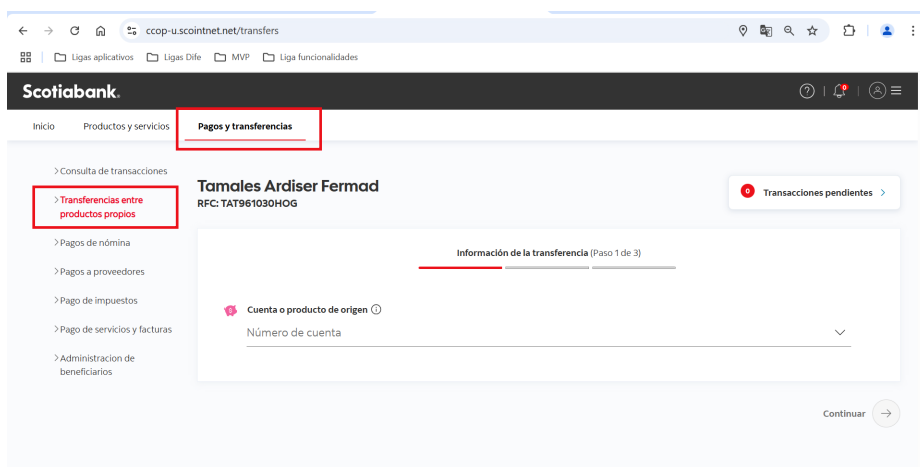 ccop-u.scointnet.net/transfers
Ligas aplicativos Ligas Dife MVP Liga funcionalidades
Scotiabank.
Inicio Productos y servicios Pagos y transferencias
> Consulta de transacciones
> Transferencias entre
productos propios
> Pagos de nómina
> Pagos a proveedores
> Pago de impuestos
> Pago de servicios y facturas
> Administracion de
beneficiarios
Tamales Ardiser Fermad
RFC: TAT961030HOG
0 Transacciones pendientes >
Información de la transferencia (Paso 1 de 3)
Cuenta o producto de origen
Número de cuenta
Continuar